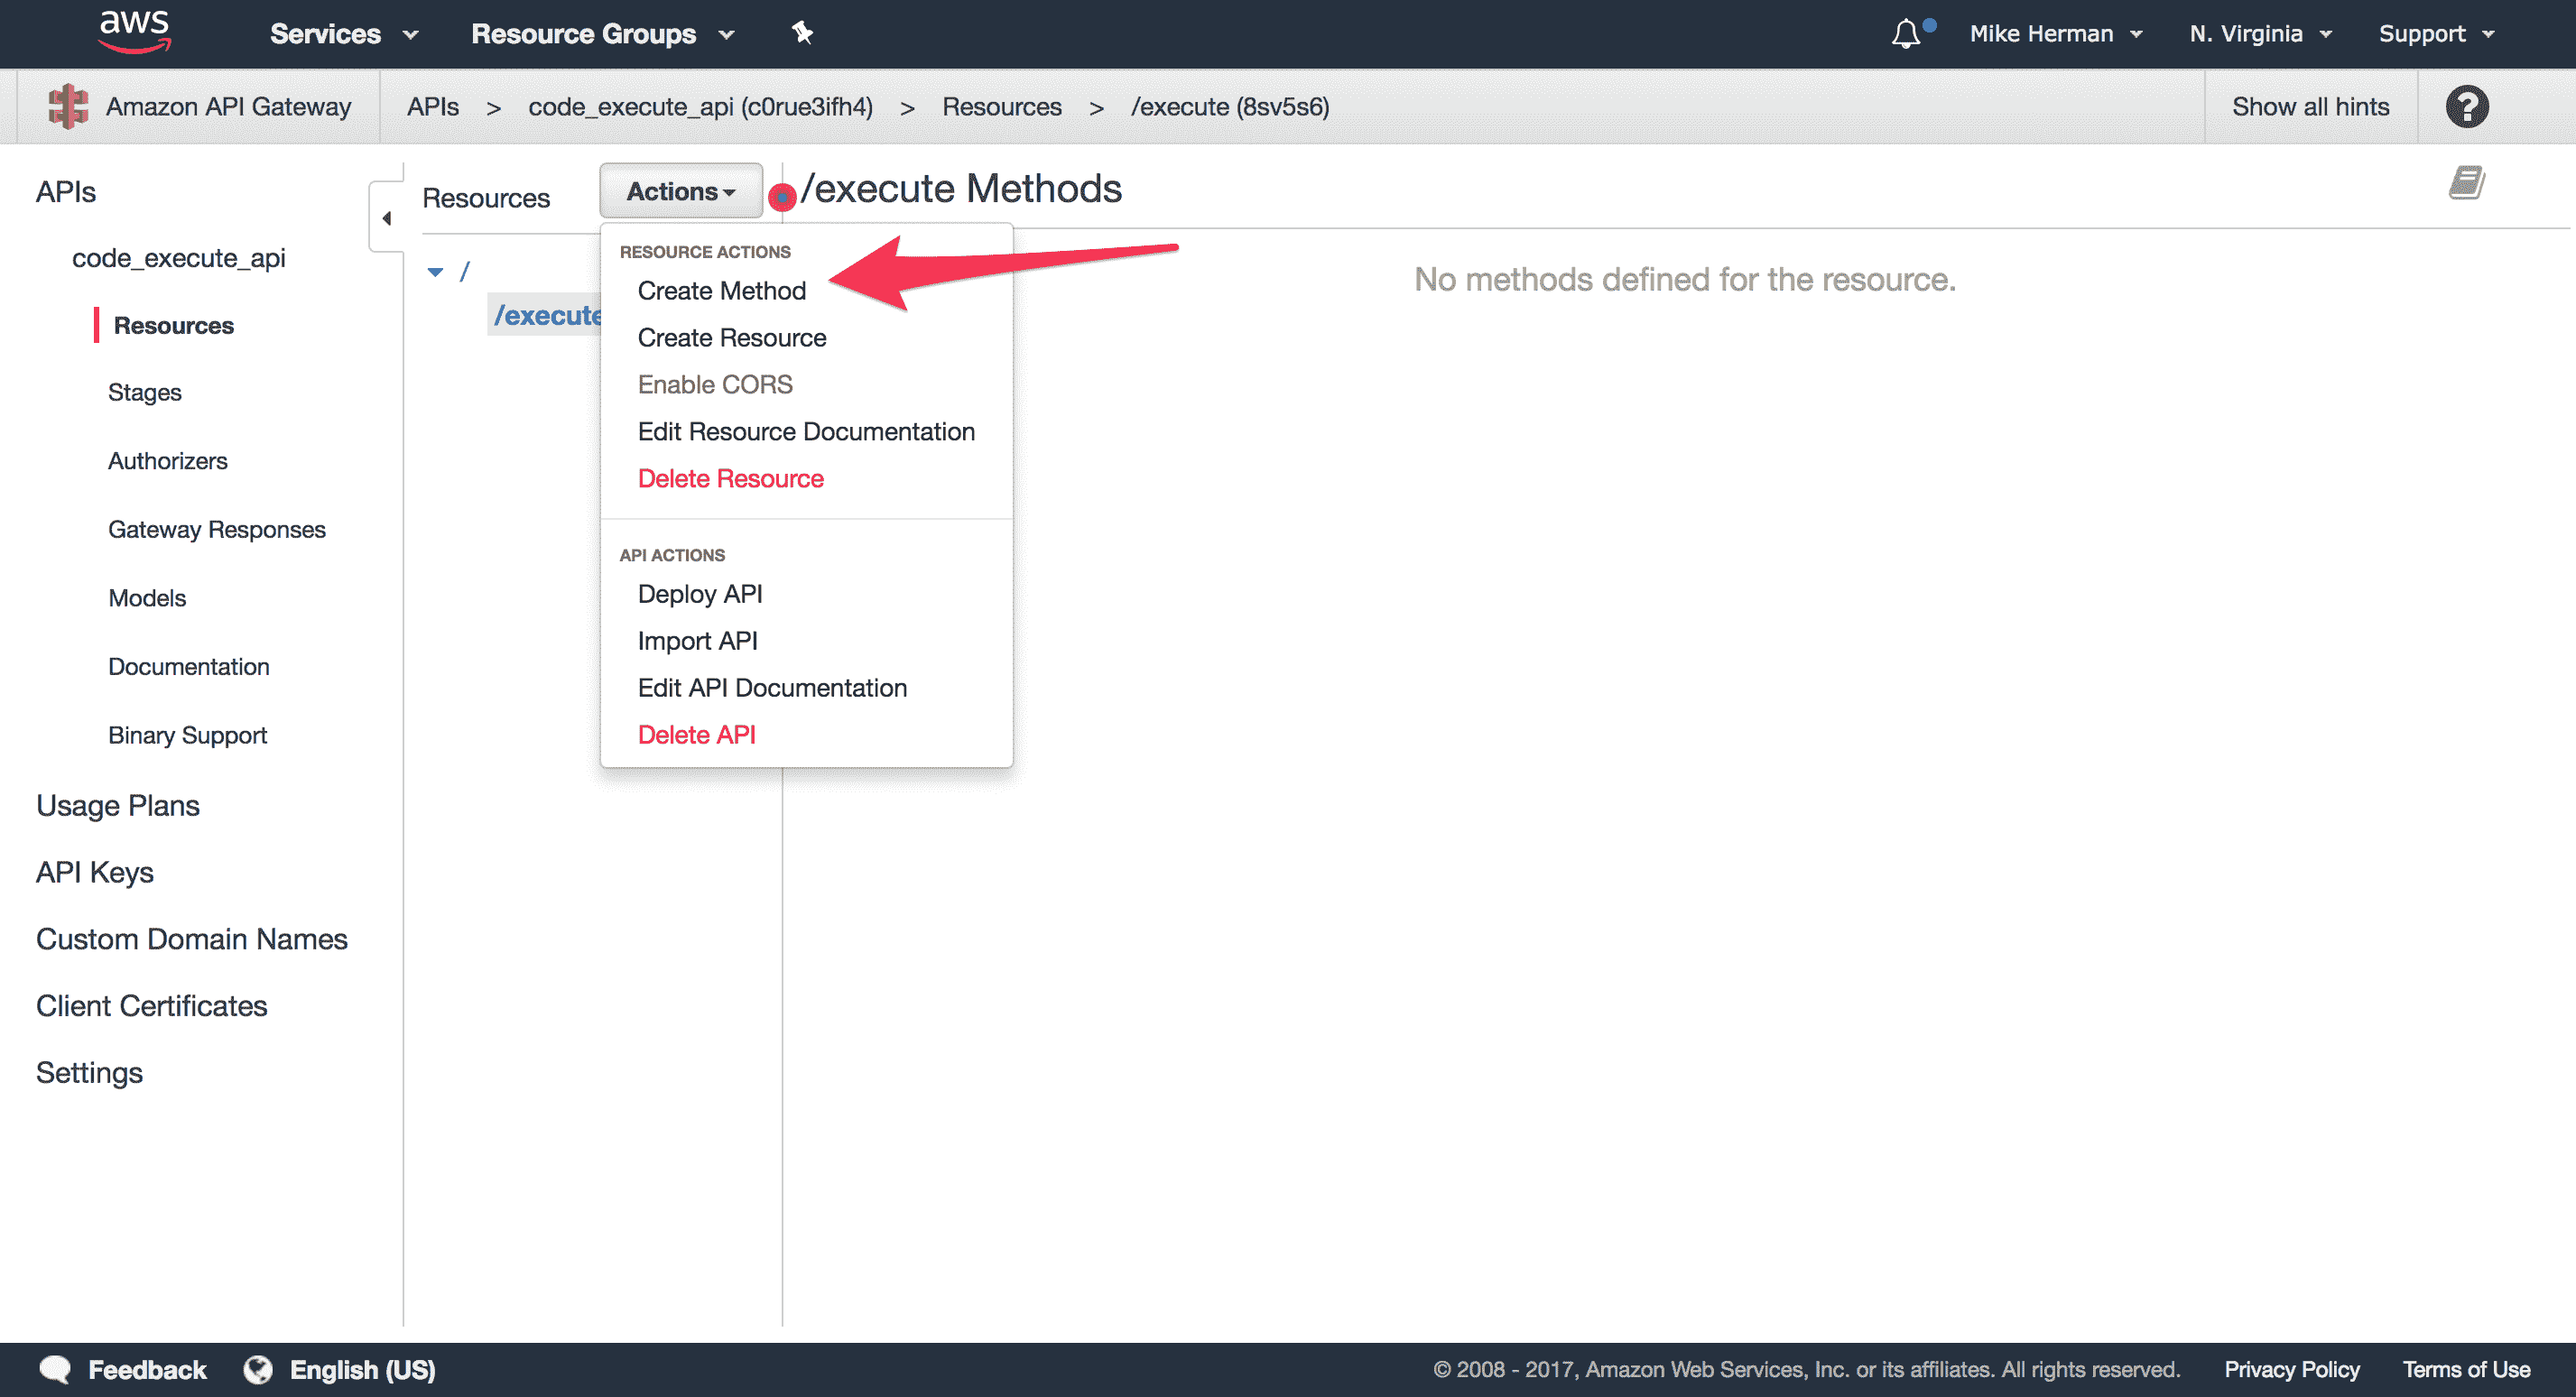 aws Services Resource Groups Mike Herman N. Virginia Support
Amazon API Gateway APIs > code_execute_api (c0rue3ifh4) > Resources > /execute (8sv5s6) Show all hints ?
APIs
code_execute_api
Resources
Stages
Authorizers
Gateway Responses
Models
Documentation
Binary Support
Usage Plans
API Keys
Custom Domain Names
Client Certificates
Settings
Resources
Actions
/
/execute
RESOURCE ACTIONS
Create Method
Create Resource
Enable CORS
Edit Resource Documentation
Delete Resource
API ACTIONS
Deploy API
Import API
Edit API Documentation
Delete API
/execute Methods
No methods defined for the resource.
Feedback English (US) © 2008 - 2017, Amazon Web Services, Inc. or its affiliates. All rights reserved. Privacy Policy Terms of Use